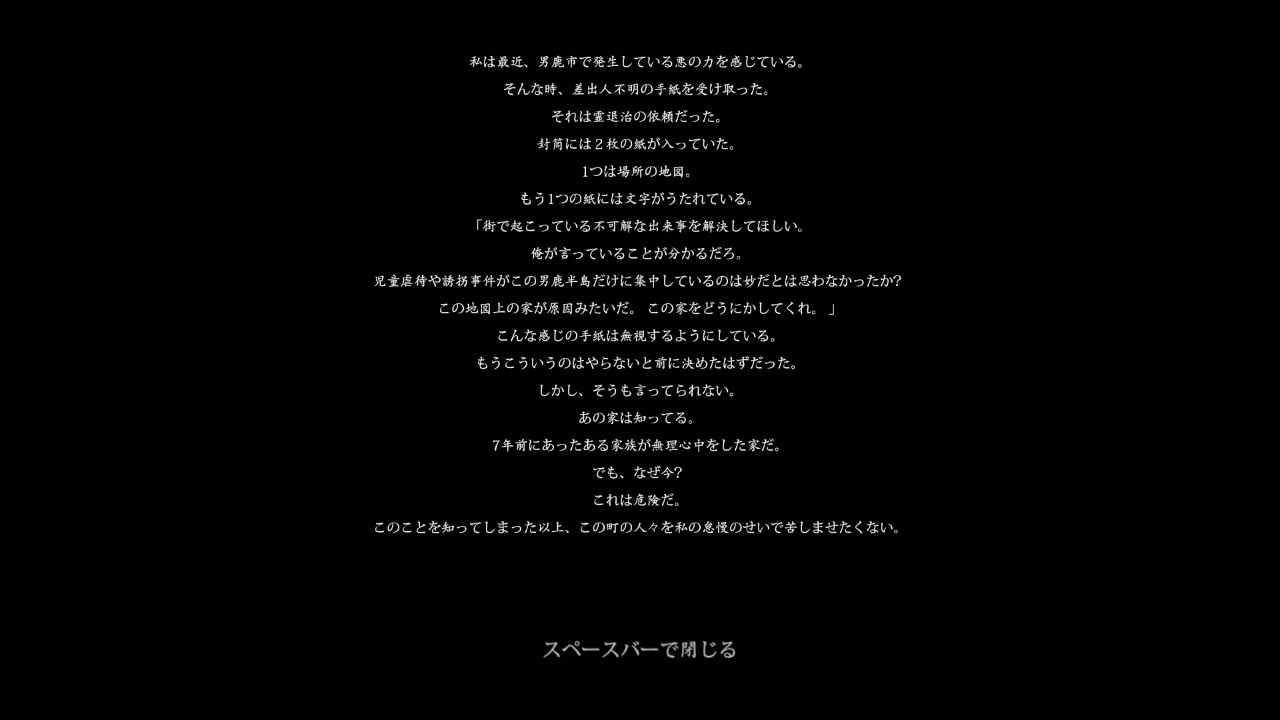 私は最近、男鹿市で発生している悪の力を感じている。
そんな時、差出人不明の手紙を受け取った。
それは霊退治の依頼だった。
封筒には２枚の紙が入っていた。
1つは場所の地図。
もう1つの紙には文字がうたれている。
「街で起こっている不可解な出来事を解決してほしい。
俺が言っていることが分かるだろ。
児童虐待や誘拐事件がこの男鹿半島だけに集中しているのは妙だとは思わなかったか?
この地図上の家が原因みたいだ。 この家をどうにかしてくれ。 」
こんな感じの手紙は無視するようにしている。
もうこういうのはやらないと前に決めたはずだった。
しかし、そうも言ってられない。
あの家は知ってる。
7年前にあったある家族が無理心中をした家だ。
でも、なぜ今?
これは危険だ。
このことを知ってしまった以上、この町の人々を私の怠慢のせいで苦しませたくない。
スペースバーで閉じる